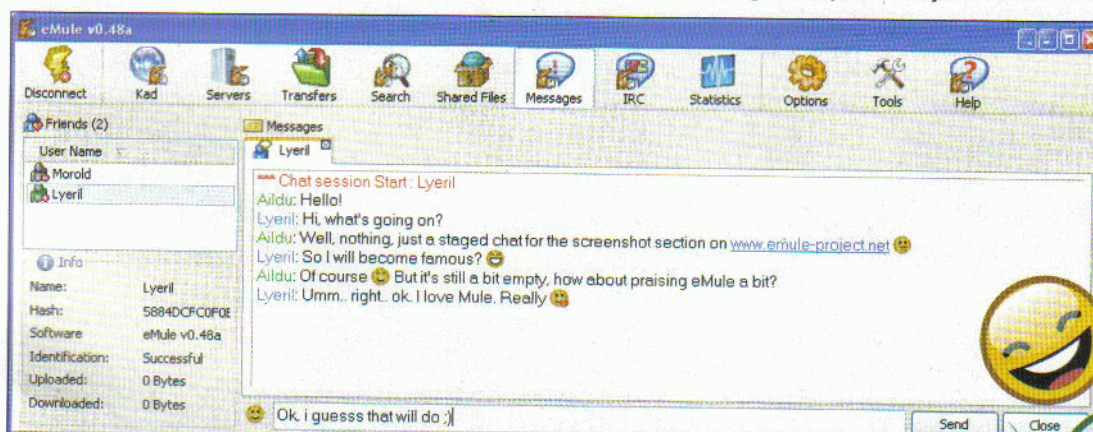 eMule v0.48a
Disconnect Kad Servers Transfers Search Shared Files Messages IRC Statistics Options Tools Help
Friends (2)
User Name
Morold
Lyeril
Info
Name: Lyeril
Hash: 5884DCFC0F0E
Software eMule v0.48a
Identification: Successful
Uploaded: 0 Bytes
Downloaded: 0 Bytes
Messages
Lyeril
*** Chat session Start : Lyeril
Aildu: Hello!
Lyeril: Hi, what's going on?
Aildu: Well, nothing, just a staged chat for the screenshot section on www.emule-project.net
Lyeril: So I will become famous?
Aildu: Of course But it's still a bit empty, how about praising eMule a bit?
Lyeril: Umm.. right.. ok. I love Mule. Really
Ok. i guesss that will do ;)
Send Close